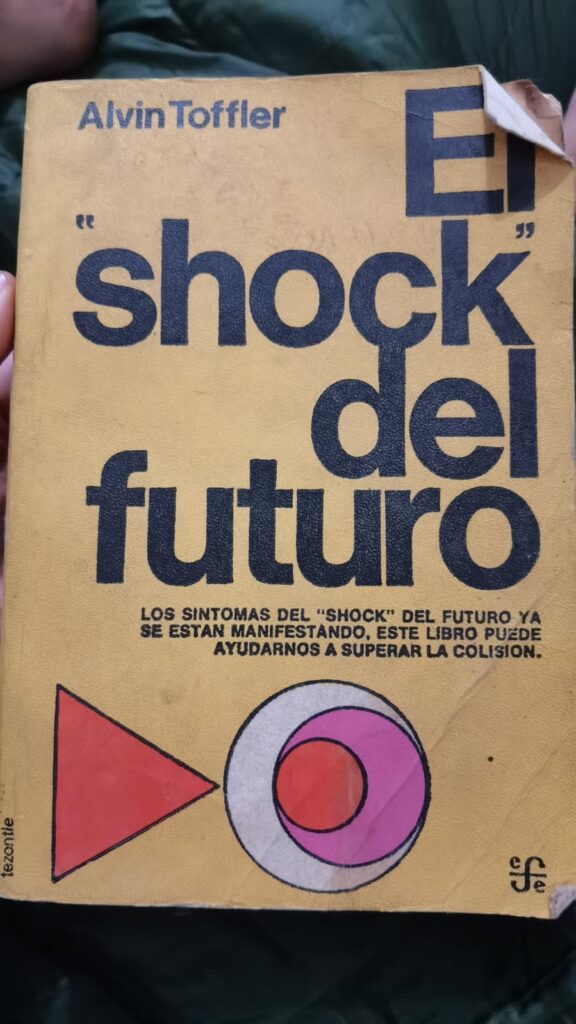 Alvin Toffler
El
"shock"
del
futuro
LOS SINTOMAS DEL "SHOCK" DEL FUTURO YA
SE ESTAN MANIFESTANDO, ESTE LIBRO PUEDE
AYUDARNOS A SUPERAR LA COLISION.
tezontle